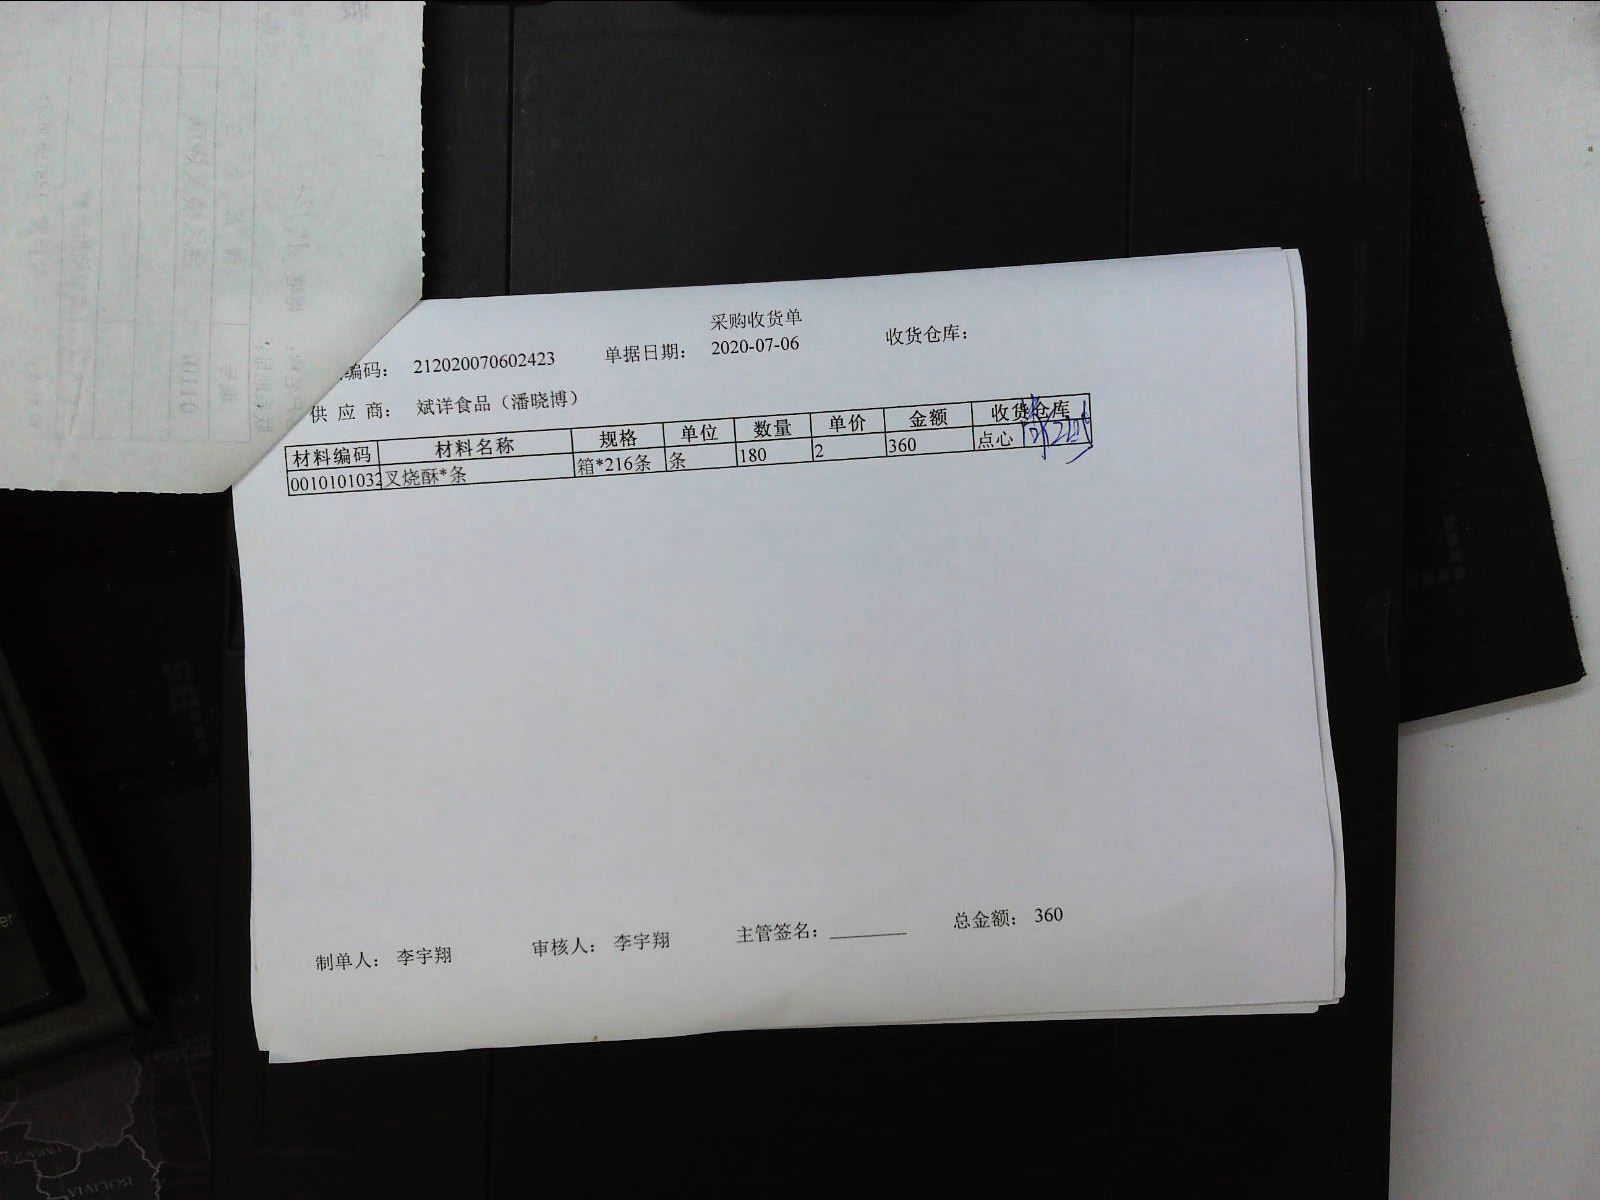 采购收货单
编码： 212020070602423 单据日期： 2020-07-06 收货仓库：
供 应 商： 斌详食品（潘晓博）
材料编码 材料名称 规格 单位 数量 单价 金额 收货仓库
0010101032 叉烧酥*条 箱*216条 条 180 2 360 点心
制单人： 李宇翔 审核人： 李宇翔 主管签名： 总金额： 360